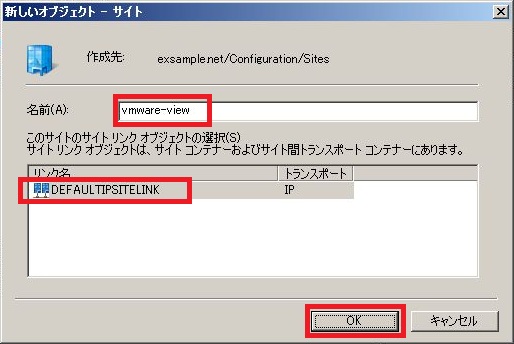 新しいオブジェクト - サイト
作成先: exsample.net/Configuration/Sites
名前(A): vmware-view
このサイトのサイト リンク オブジェクトの選択(S)
サイト リンク オブジェクトは、サイト コンテナーおよびサイト間トランスポート コンテナーにあります。
リンク名 トランスポート
DEFAULTIPSITELINK IP
OK キャンセル